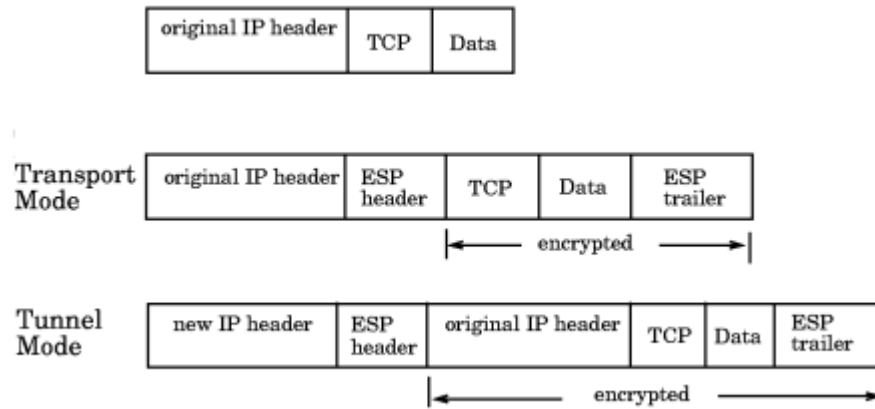 original IP header TCP Data
Transport Mode original IP header ESP header TCP Data ESP trailer
encrypted
Tunnel Mode new IP header ESP header original IP header TCP Data ESP trailer
encrypted